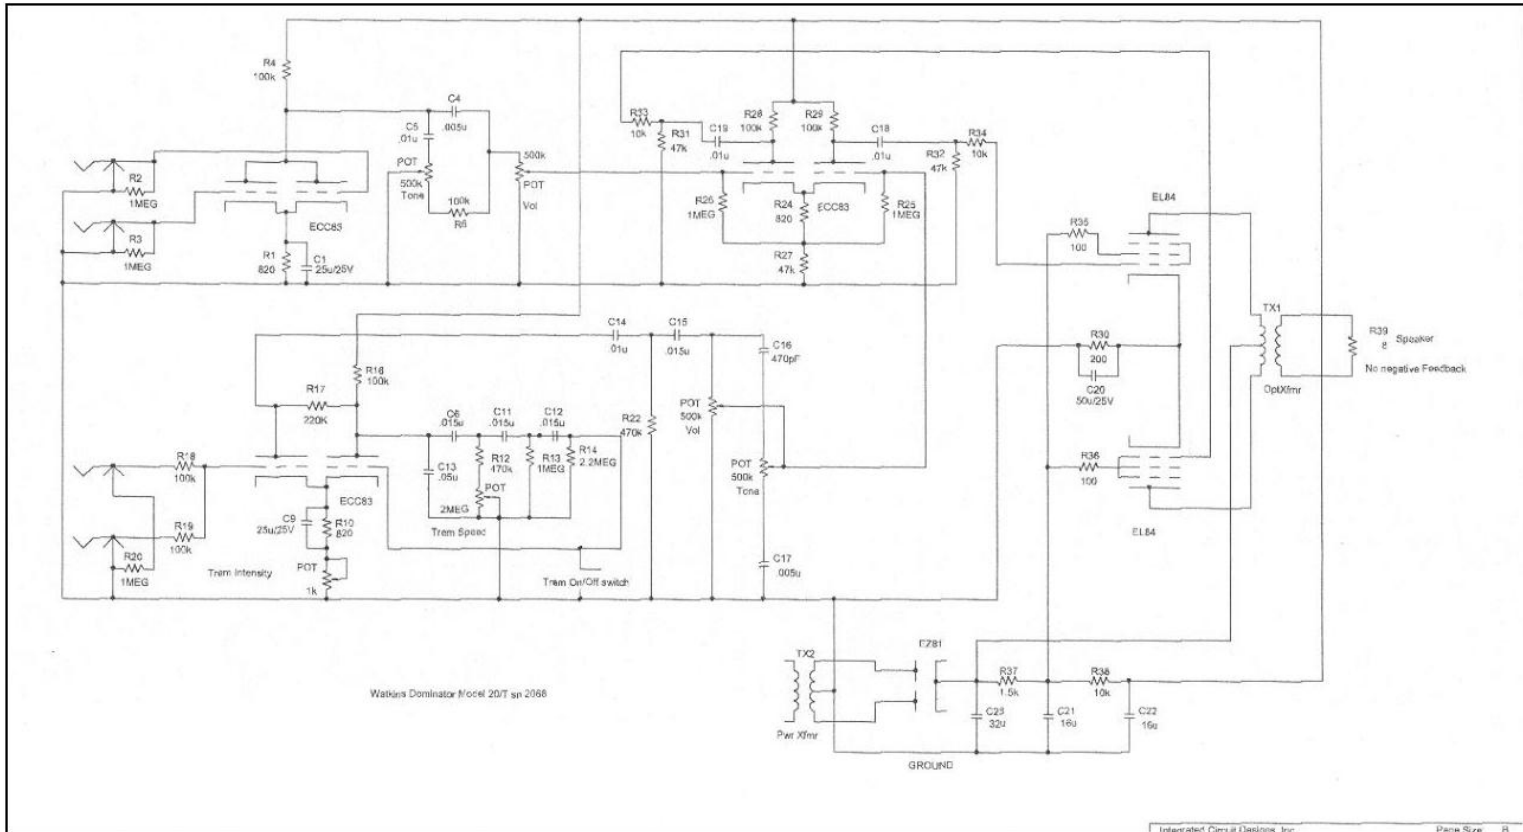 R4
100k
C4
.005u
C5
.01u
POT
500k
Tone
100k
R6
500k
POT
Vol
R2
1MEG
R3
1MEG
ECC83
R1
820
C1
25u/25V
R33
10k
R31
47k
C19
.01u
R28
100k
R29
100k
C18
.01u
R34
10k
R32
47k
R26
1MEG
R24
820
ECC83
R25
1MEG
R27
47k
EL84
R35
100
TX1
OptXfmr
R39
8
Speaker
No negative Feedback
R30
200
C20
50u/25V
R36
100
EL84
C14
.01u
C15
.015u
C16
470pF
R16
100k
R17
220K
C6
.015u
C11
.015u
C12
.015u
R22
470k
POT
500k
Vol
R12
470k
R13
1MEG
R14
2.2MEG
C13
.05u
POT
2MEG
Trem Speed
POT
500k
Tone
R18
100k
R19
100k
R20
1MEG
ECC83
C9
25u/25V
R10
820
Trem Intensity
POT
1k
Trem On/Off switch
C17
.005u
TX2
Pwr Xfmr
EZ81
R37
1.5k
R38
10k
C23
32u
C21
16u
C22
16u
GROUND
Watkins Dominator Model 20/T sn 2068
Integrated Circuit Designs, Inc
Page Size B